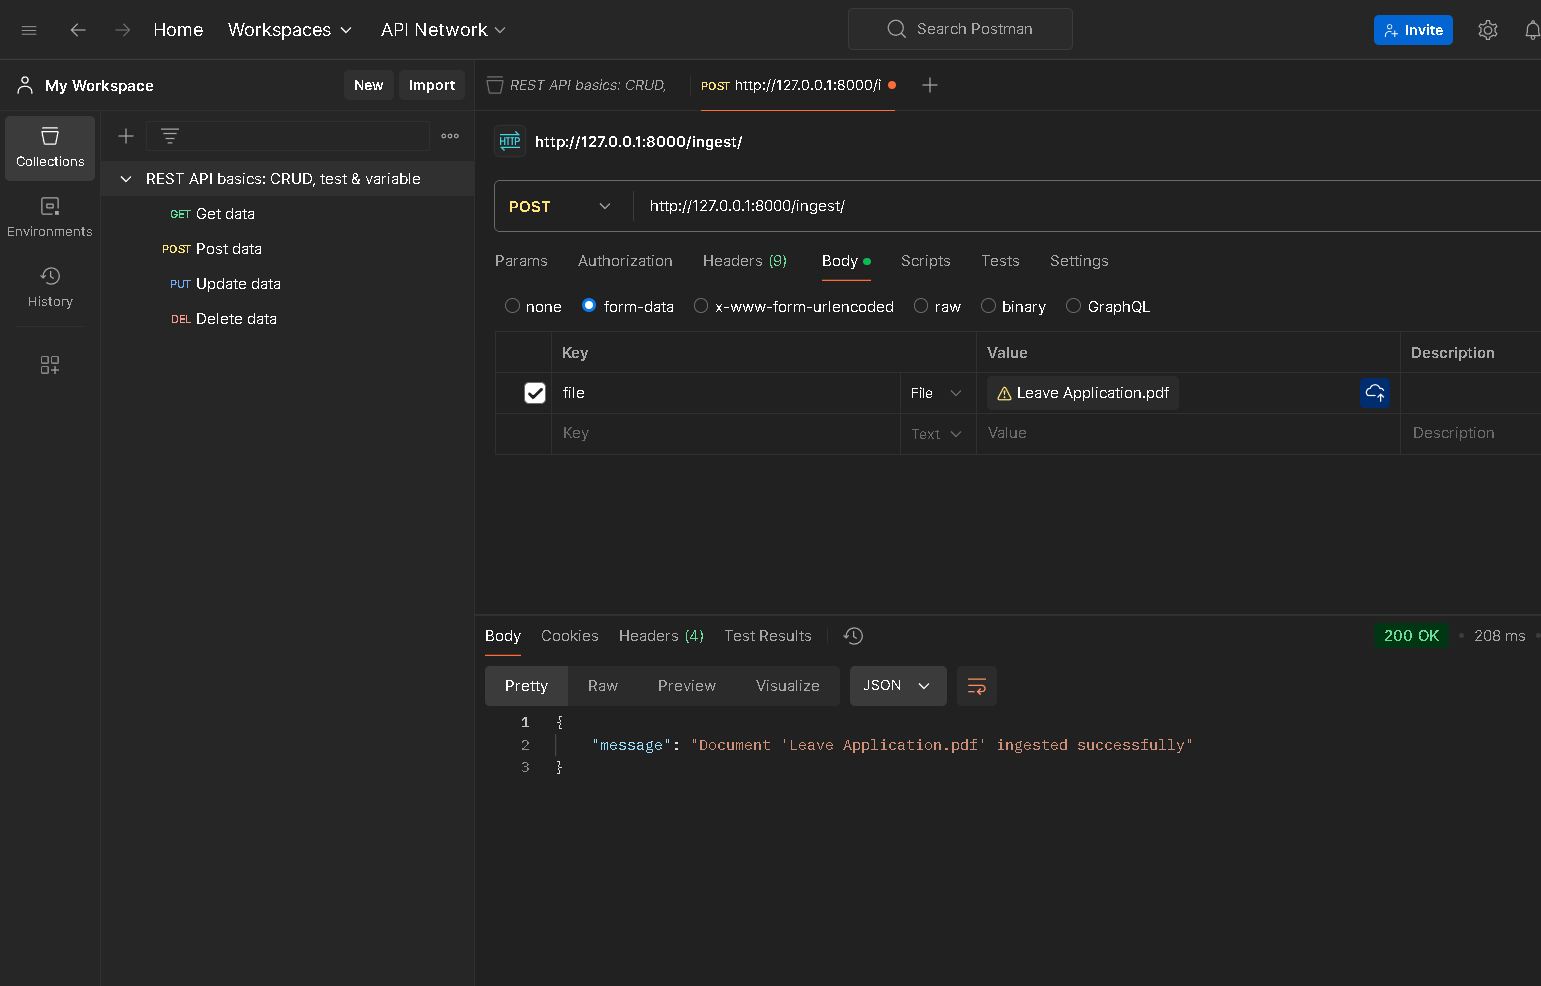 Home Workspaces API Network Search Postman Invite
My Workspace New Import
REST API basics: CRUD, POST http://127.0.0.1:8000/i
Collections
Environments
History
REST API basics: CRUD, test & variable
GET Get data
POST Post data
PUT Update data
DEL Delete data
HTTP http://127.0.0.1:8000/ingest/
POST http://127.0.0.1:8000/ingest/
Params Authorization Headers (9) Body Scripts Tests Settings
none form-data x-www-form-urlencoded raw binary GraphQL
Key Value Description
file File Leave Application.pdf
Key Text Value Description
Body Cookies Headers (4) Test Results 200 OK 208 ms
Pretty Raw Preview Visualize JSON
1 {
2 "message": "Document 'Leave Application.pdf' ingested successfully"
3 }